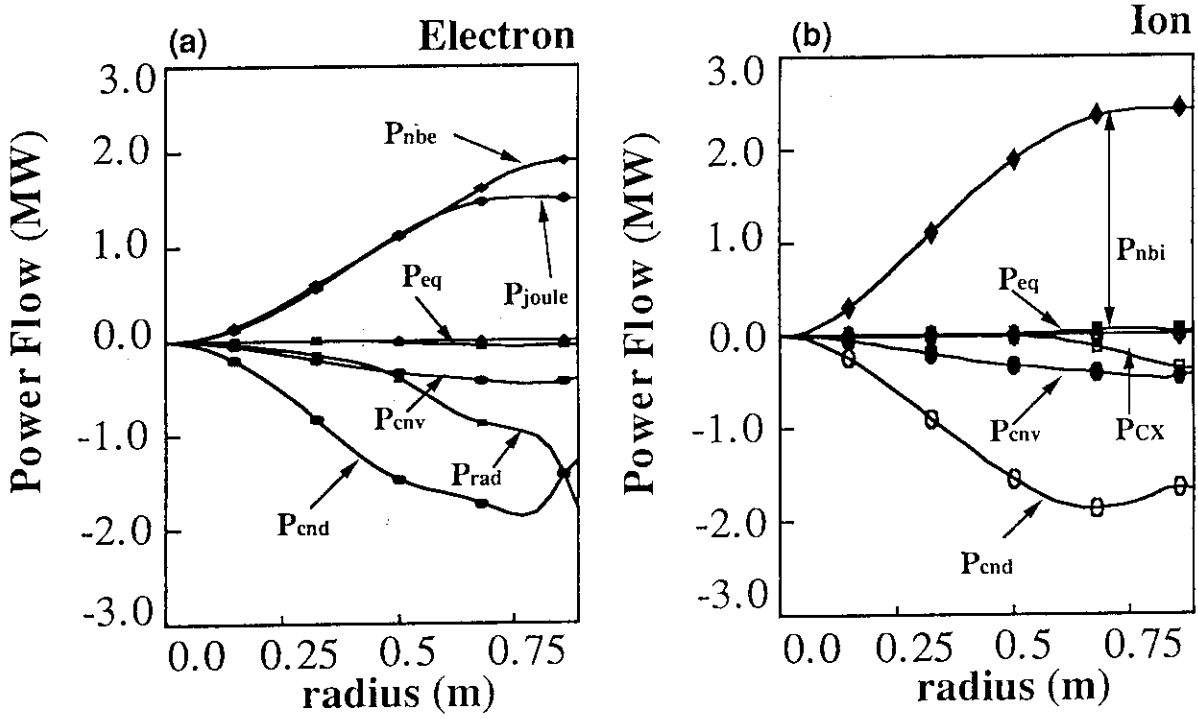 (a) Electron
Power Flow (MW)
3.0
2.0
1.0
0.0
-1.0
-2.0
-3.0
Pnbe
Peq
Pjoule
Pcnv
Prad
Pcnd
0.0 0.25 0.5 0.75
radius (m)
(b) Ion
Power Flow (MW)
3.0
2.0
1.0
0.0
-1.0
-2.0
-3.0
Pnbi
Peq
Pcnv
PCX
Pcnd
0.0 0.25 0.5 0.75
radius (m)